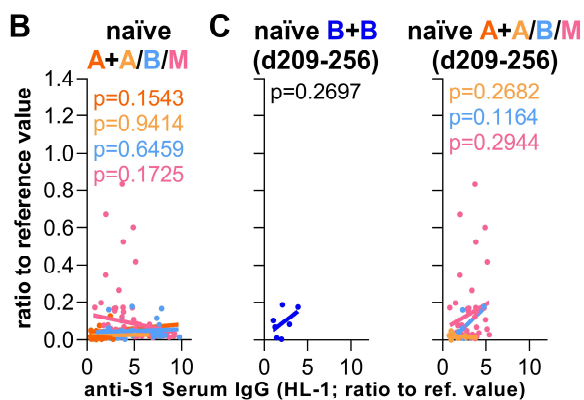 B
naïve
A+A/B/M
C
naïve B+B
(d209-256)
naïve A+A/B/M
(d209-256)
ratio to reference value
1.4
1.2
1.0
0.8
0.6
0.4
0.2
0.0
p=0.1543
p=0.9414
p=0.6459
p=0.1725
p=0.2697
p=0.2682
p=0.1164
p=0.2944
0 5 10
0 5 10
0 5 10
anti-S1 Serum IgG (HL-1; ratio to ref. value)